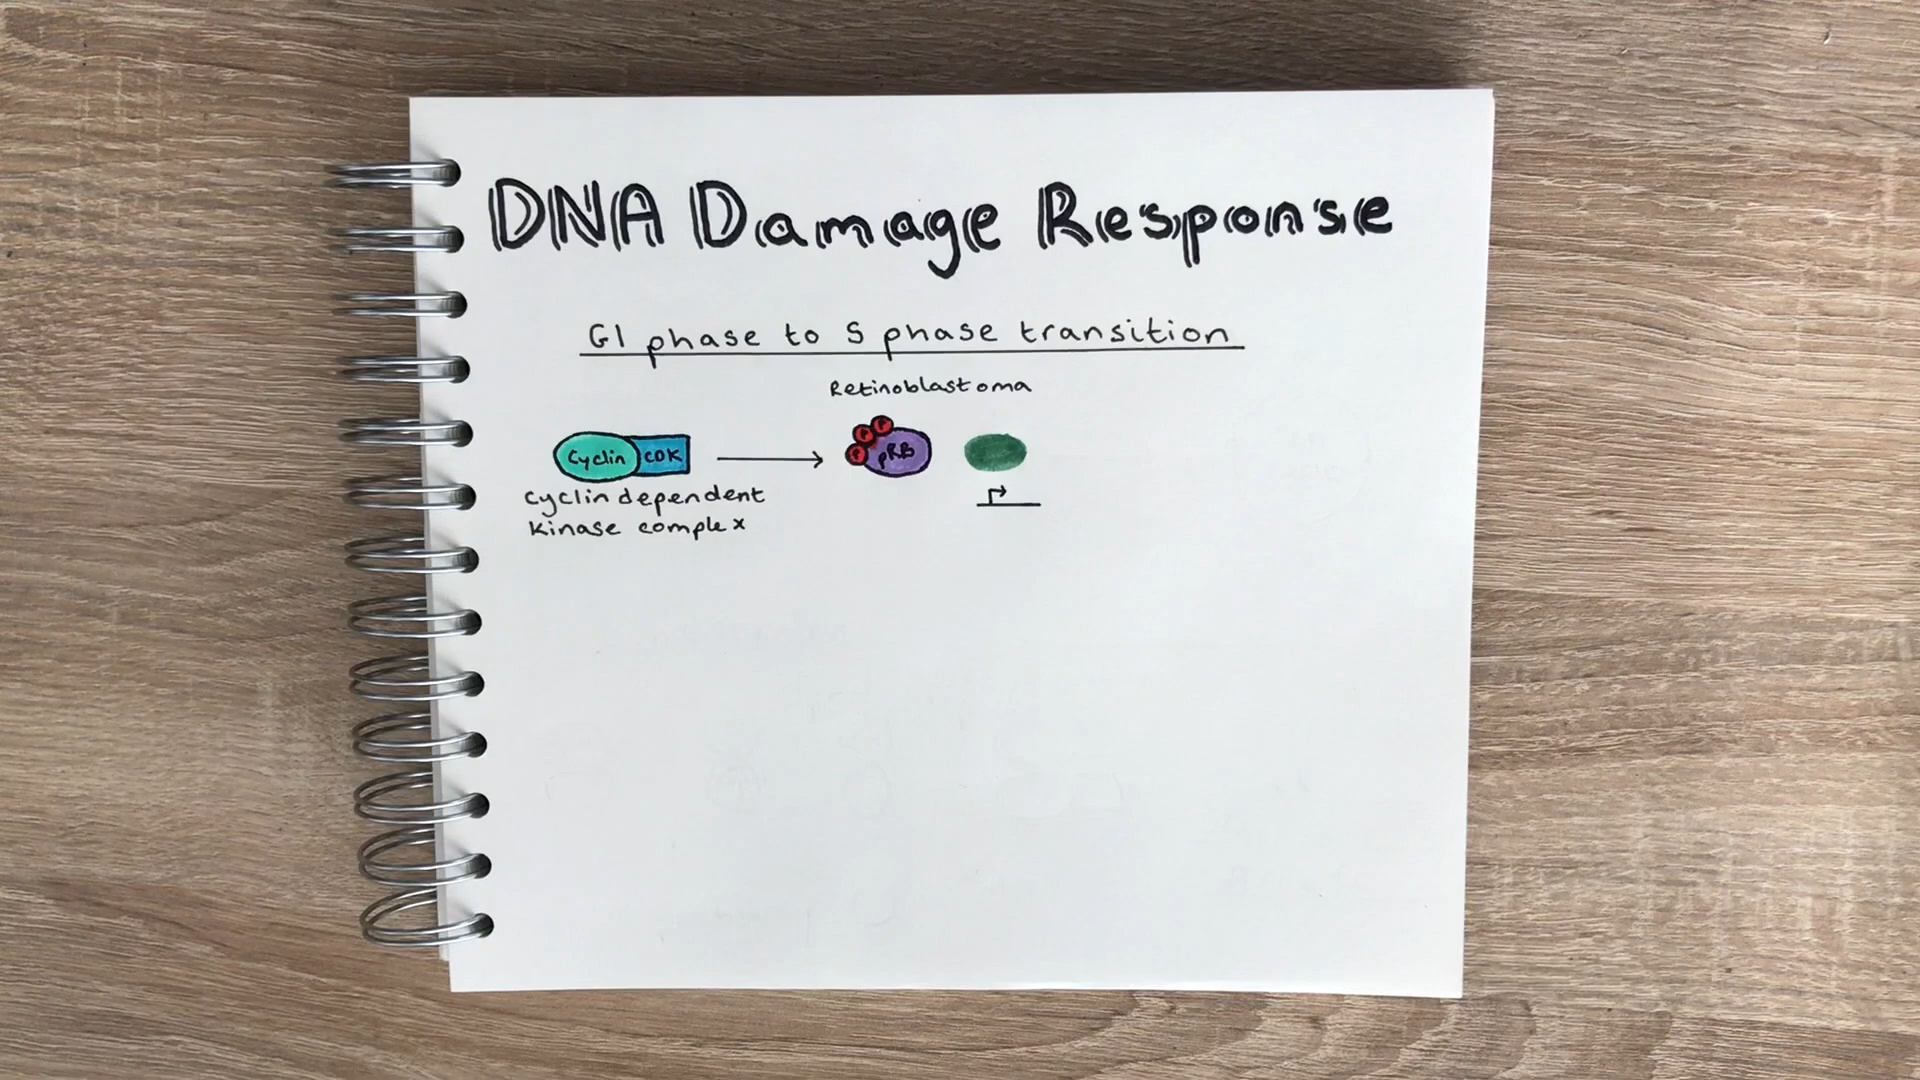 DNA Damage Response
G1 phase to S phase transition
Retinoblastoma
P P P pRB
Cyclin CDK
Cyclin dependent
kinase complex